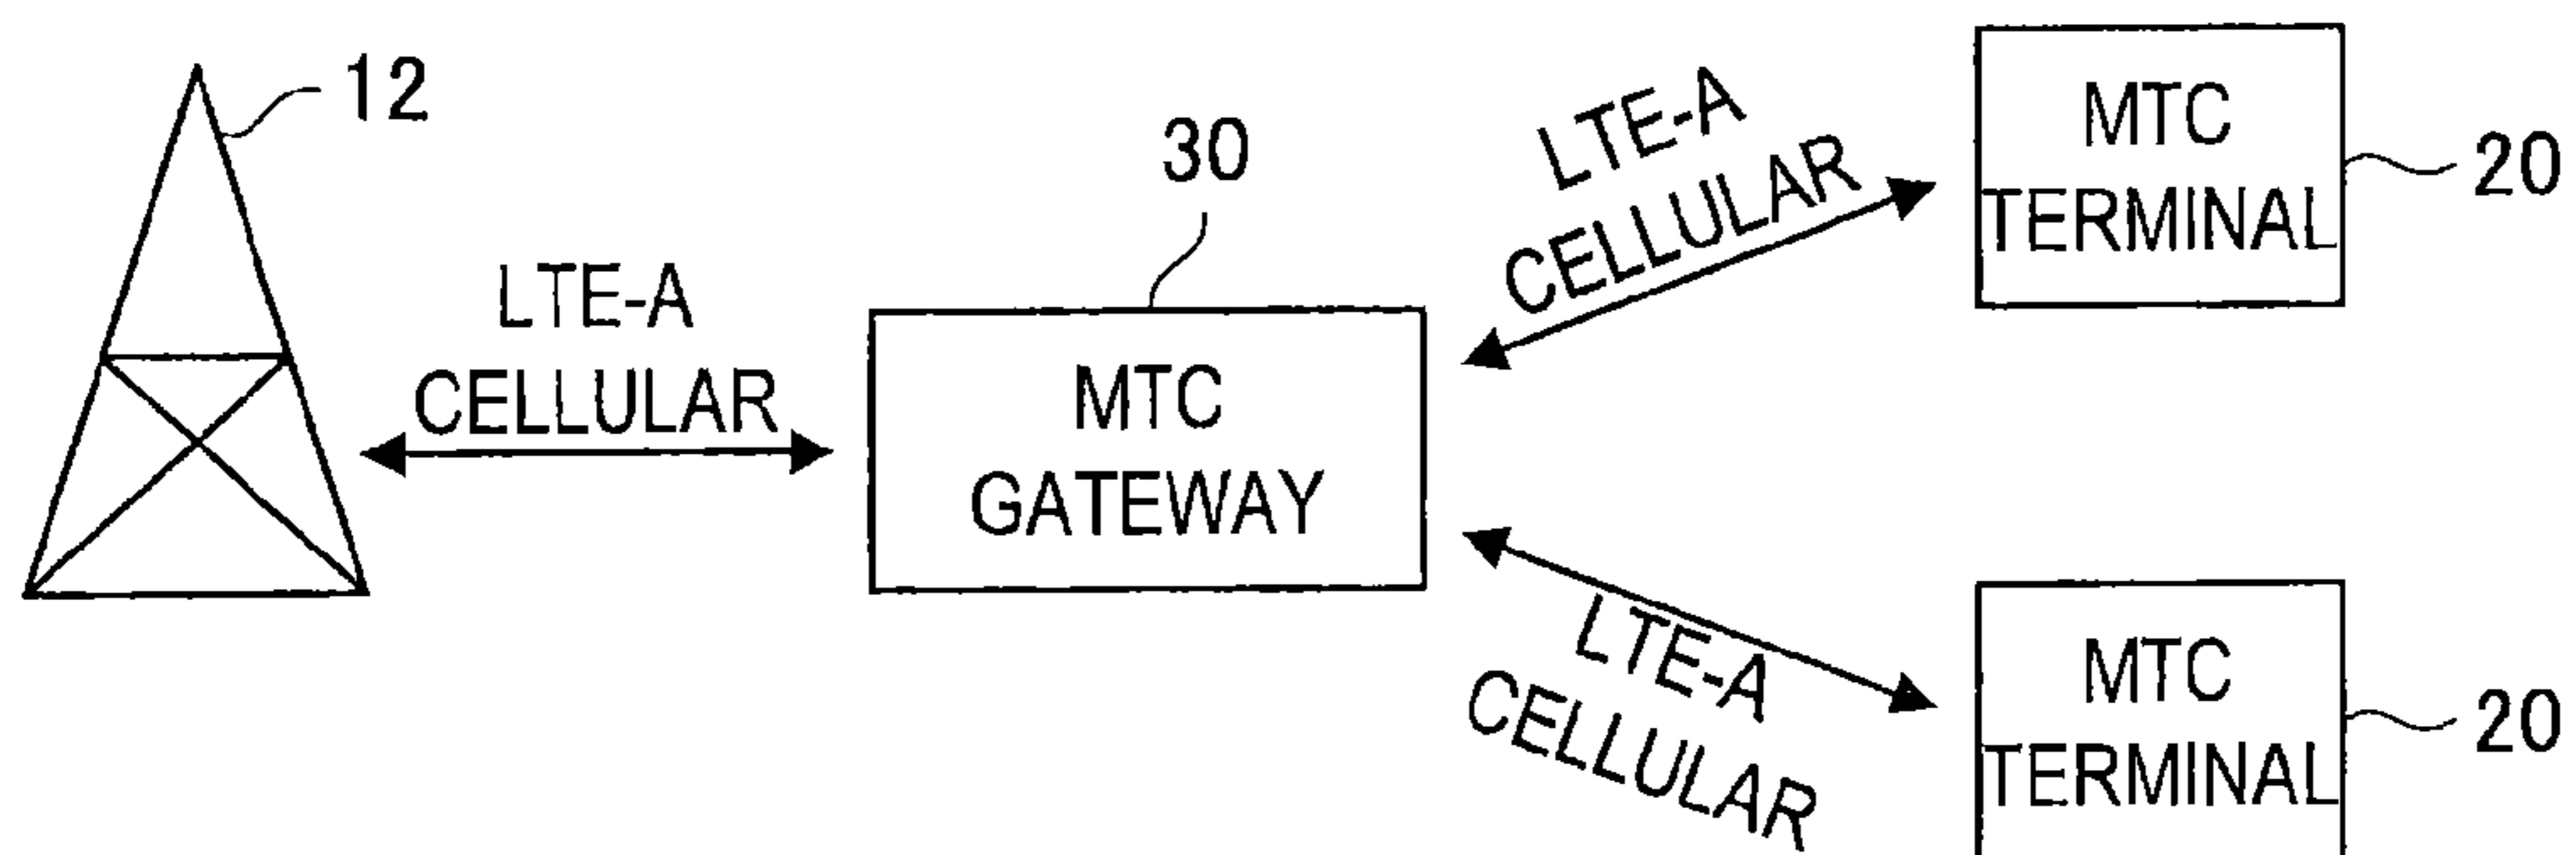 12
LTE-A
CELLULAR
30
MTC
GATEWAY
LTE-A
CELLULAR
MTC
TERMINAL
20
LTE-A
CELLULAR
MTC
TERMINAL
20